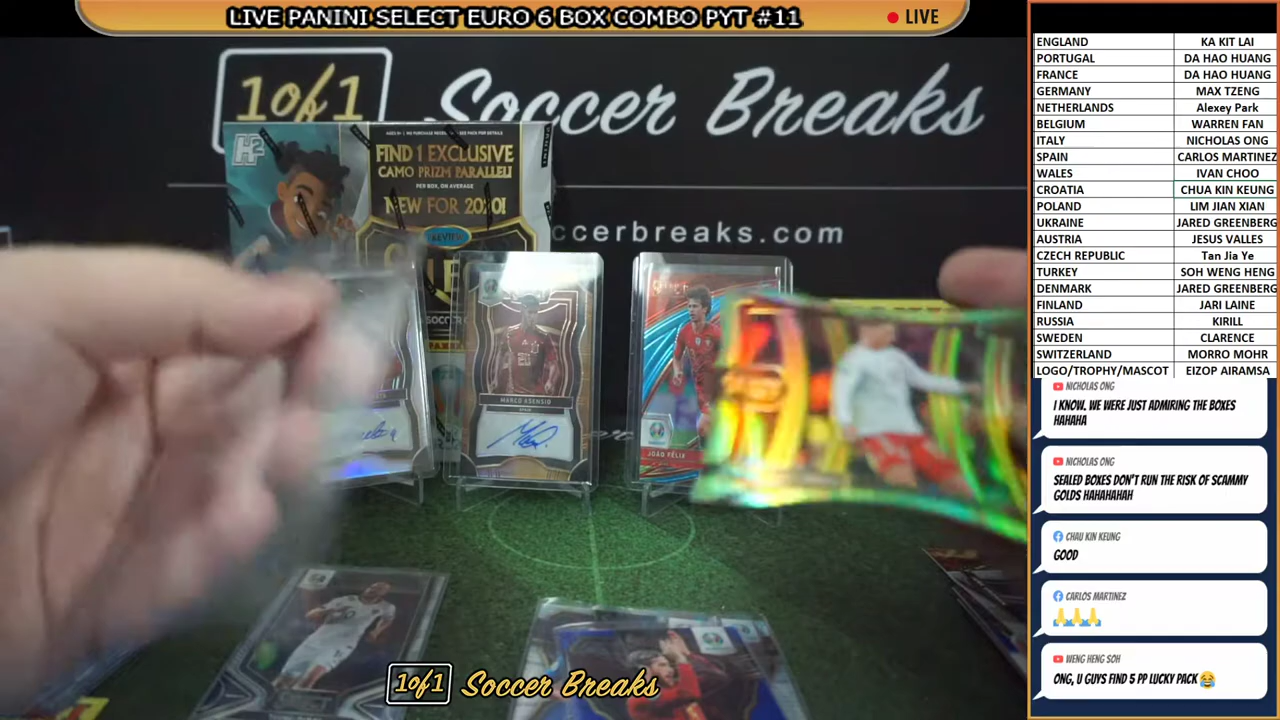 LIVE PANINI SELECT EURO 6 BOX COMBO PYT #11
LIVE
1of1 Soccer Breaks
ccerbreaks.com
H2
FIND 1 EXCLUSIVE
CAMO PRIZM PARALLEL!
PER BOX, ON AVERAGE
NEW FOR 2020!
MARCO ASENSIO
JOÃO FÉLIX
1of1 Soccer Breaks
ENGLAND KA KIT LAI
PORTUGAL DA HAO HUANG
FRANCE DA HAO HUANG
GERMANY MAX TZENG
NETHERLANDS Alexey Park
BELGIUM WARREN FAN
ITALY NICHOLAS ONG
SPAIN CARLOS MARTINEZ
WALES IVAN CHOO
CROATIA CHUA KIN KEUNG
POLAND LIM JIAN XIAN
UKRAINE JARED GREENBERG
AUSTRIA JESUS VALLES
CZECH REPUBLIC Tan Jia Ye
TURKEY SOH WENG HENG
DENMARK JARED GREENBERG
FINLAND JARI LAINE
RUSSIA KIRILL
SWEDEN CLARENCE
SWITZERLAND MORRO MOHR
LOGO/TROPHY/MASCOT EIZOP AIRAMSA
NICHOLAS ONG
I KNOW. WE WERE JUST ADMIRING THE BOXES
HAHAHA
NICHOLAS ONG
SEALED BOXES DON'T RUN THE RISK OF SCAMMY
GOLDS HAHAHAHAH
CHAU KIN KEUNG
GOOD
CARLOS MARTINEZ
🙏🙏🙏
WENG HENG SOH
ONG, U GUYS FIND 5 PP LUCKY PACK 😂